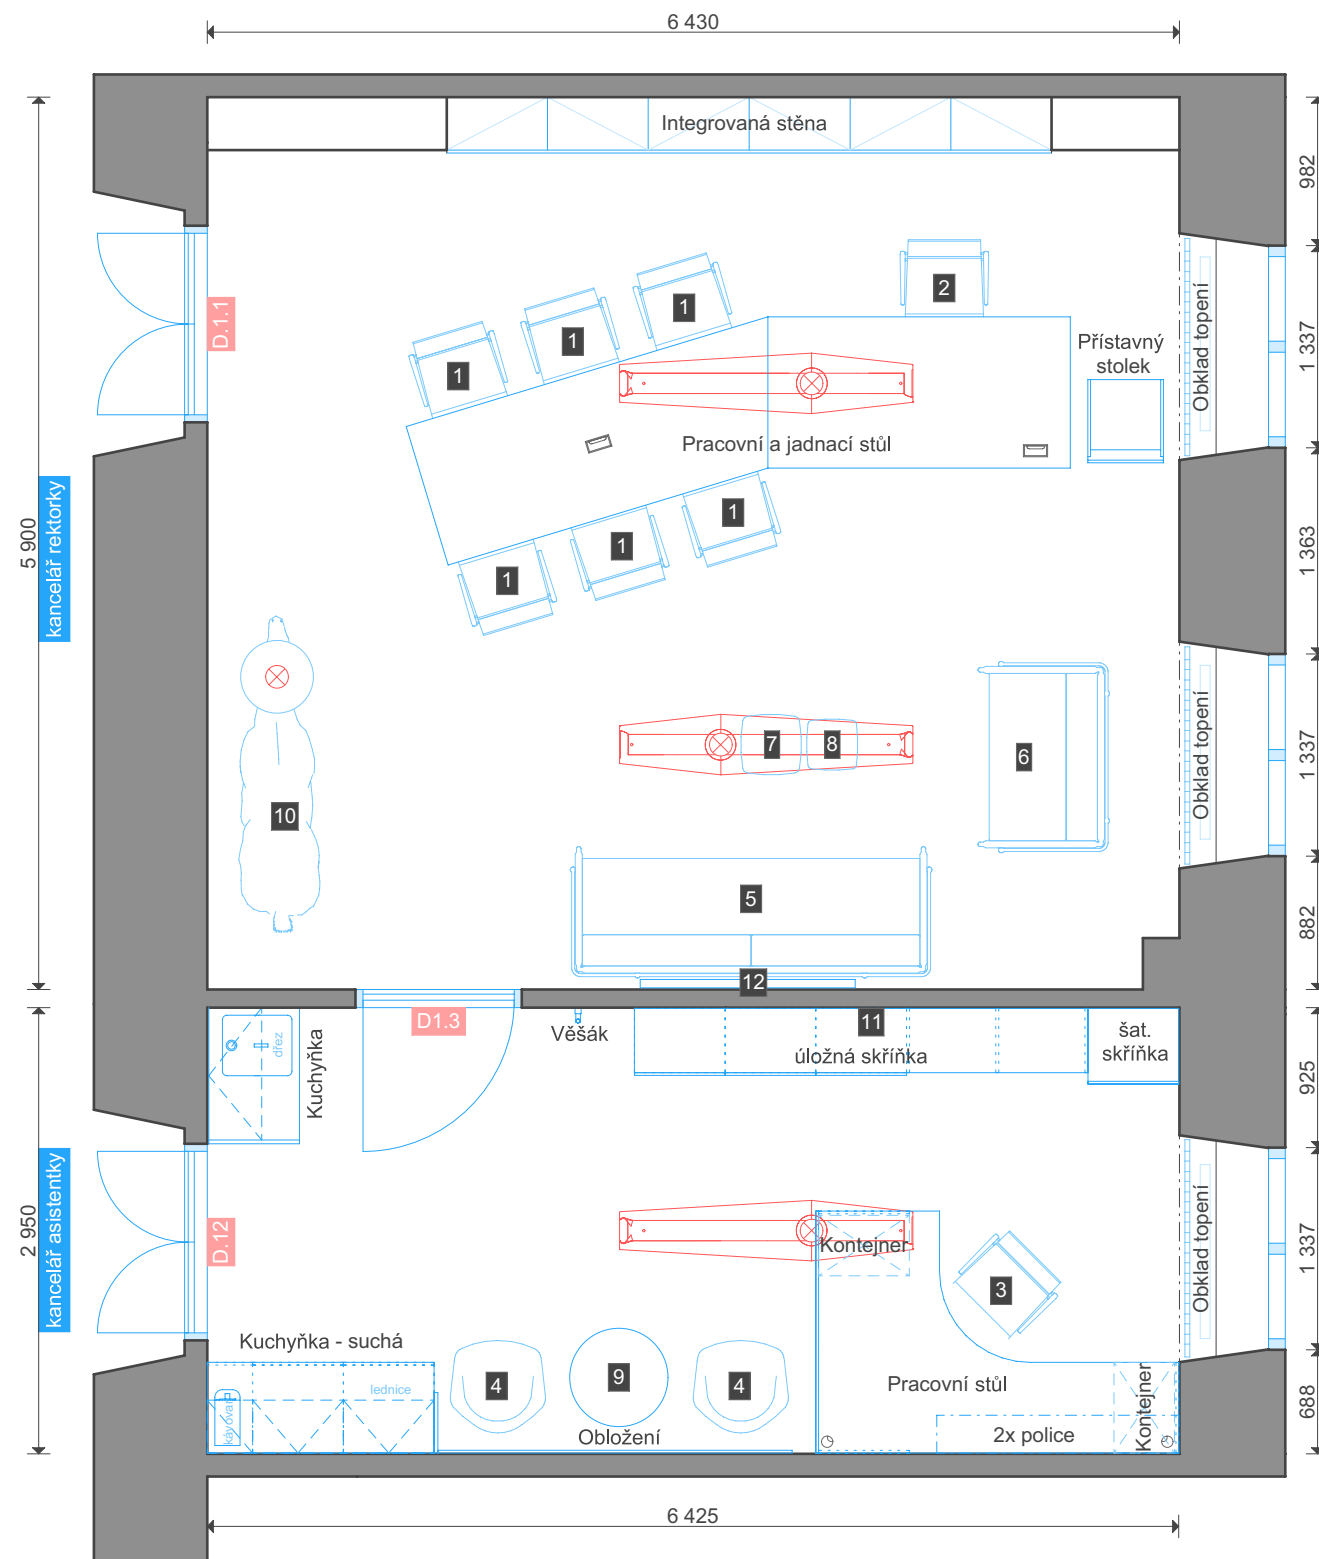 6 430
Integrovaná stěna
982
D.1.1
1
1
1
2
Přístavný
stolek
Obklad topení
1 337
Pracovní a jadnací stůl
1
1
1
1 363
5 900
kancelář rektorky
10
7
8
6
Obklad topení
1 337
5
12
882
D1.3
Věšák
11
úložná skříňka
šat.
skříňka
dřez
Kuchyňka
925
2 950
kancelář asistentky
D.12
Kontejner
3
Obklad topení
1 337
Kuchyňka - suchá
lednice
4
9
4
Obložení
Pracovní stůl
2x police
Kontejner
688
6 425